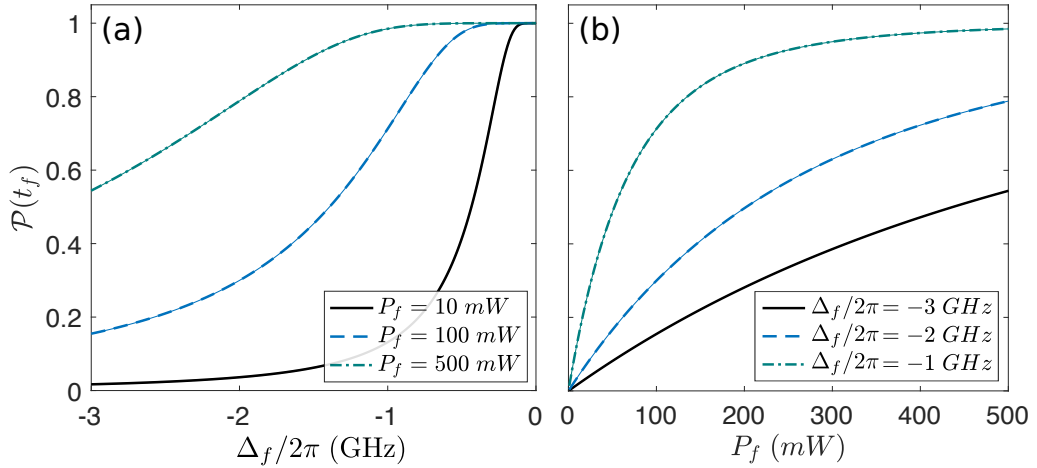 (a)
(b)
𝒫(t_f)
1
0.8
0.6
0.4
0.2
0
-3
-2
-1
0
Δ_f/2π (GHz)
P_f = 10 mW
P_f = 100 mW
P_f = 500 mW
0
100
200
300
400
500
P_f (mW)
Δ_f/2π = −3 GHz
Δ_f/2π = −2 GHz
Δ_f/2π = −1 GHz